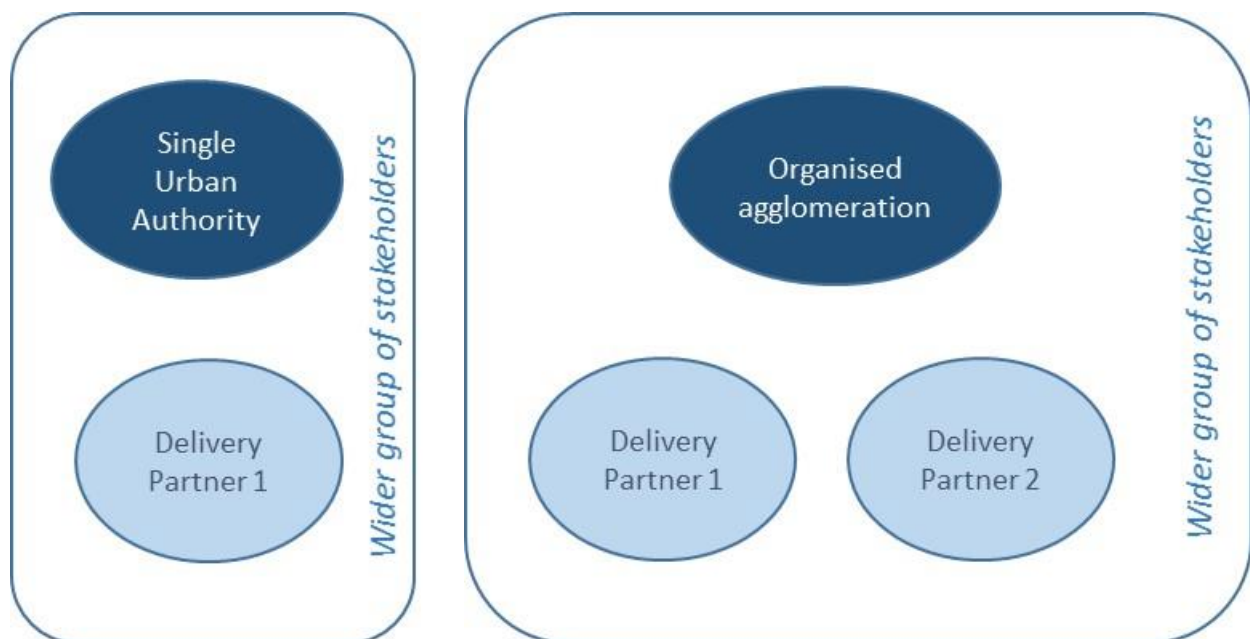 Single
Urban
Authority
Delivery
Partner 1
Wider group of stakeholders
Organised
agglomeration
Delivery
Partner 1
Delivery
Partner 2
Wider group of stakeholders